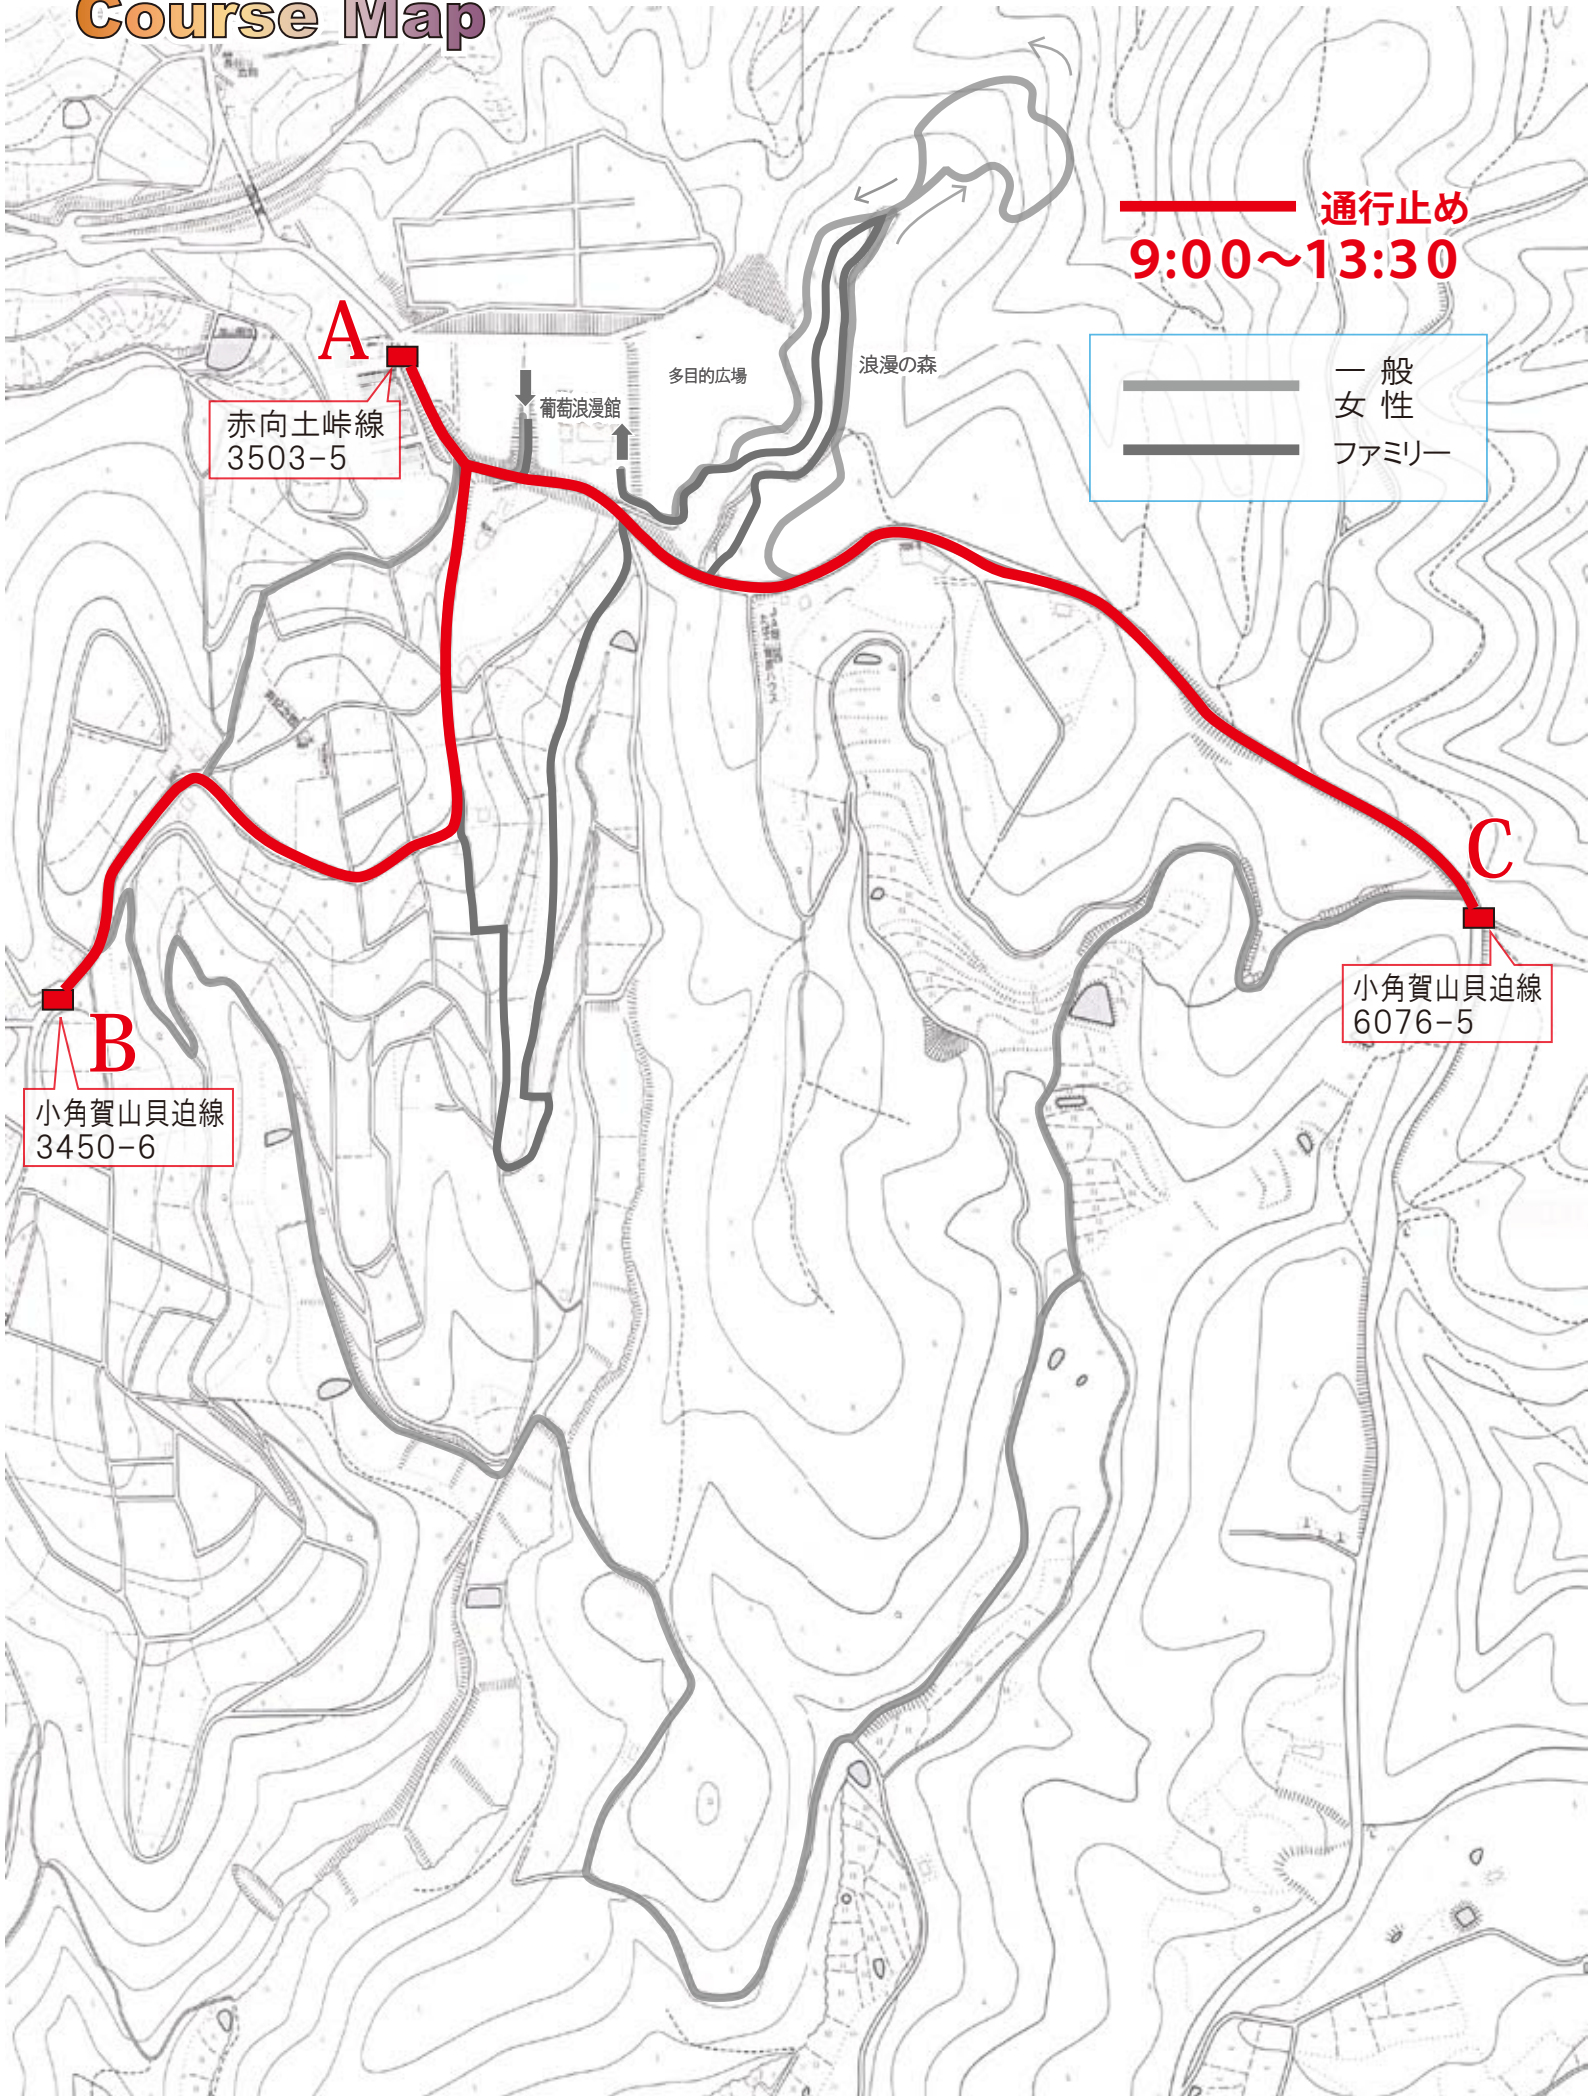 Course Map
通行止め
9:00～13:30
A
赤向土峠線
3503-5
葡萄浪漫館
多目的広場
浪漫の森
一般
女性
ファミリー
C
小角賀山貝迫線
6076-5
B
小角賀山貝迫線
3450-6